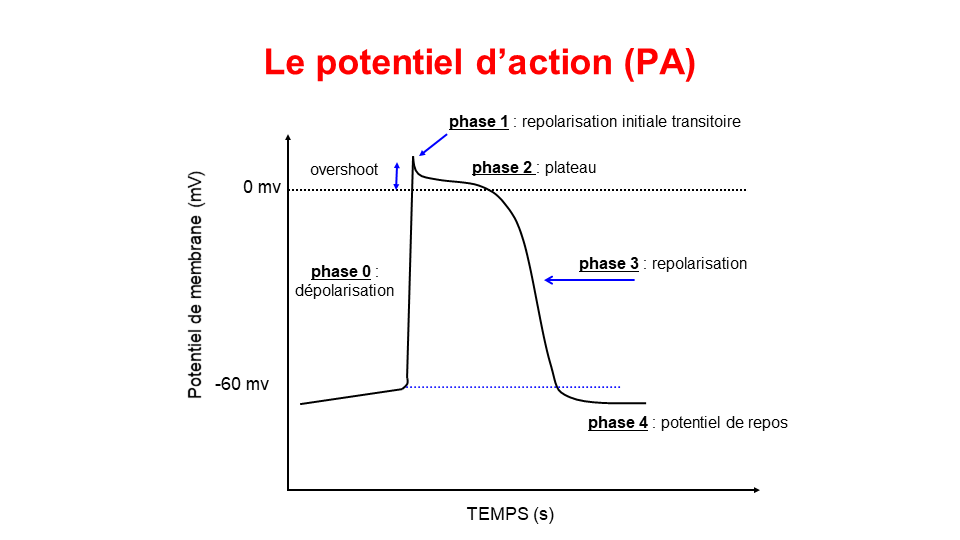 Le potentiel d’action (PA)
phase 1 : repolarisation initiale transitoire
overshoot
phase 2 : plateau
0 mv
Potentiel de membrane (mV)
phase 0 :
dépolarisation
phase 3 : repolarisation
-60 mv
phase 4 : potentiel de repos
TEMPS (s)